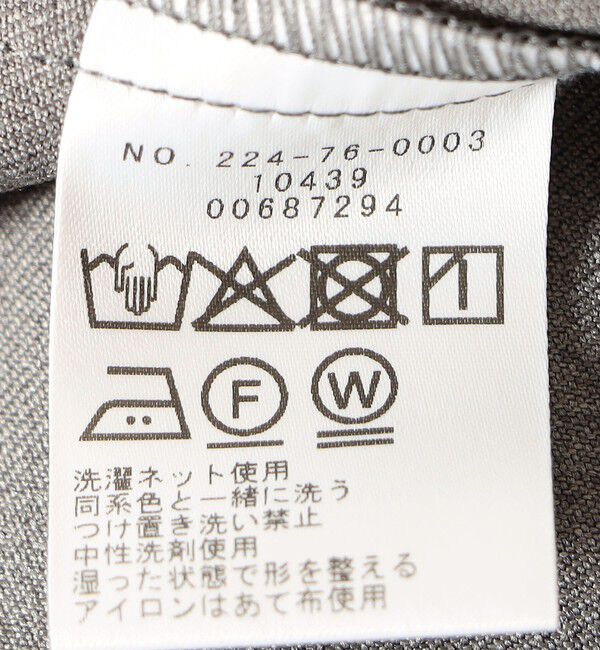 NO. 224-76-0003
10439
00687294
F W
洗濯ネット使用
同系色と一緒に洗う
つけ置き洗い禁止
中性洗剤使用
湿った状態で形を整える
アイロンはあて布使用